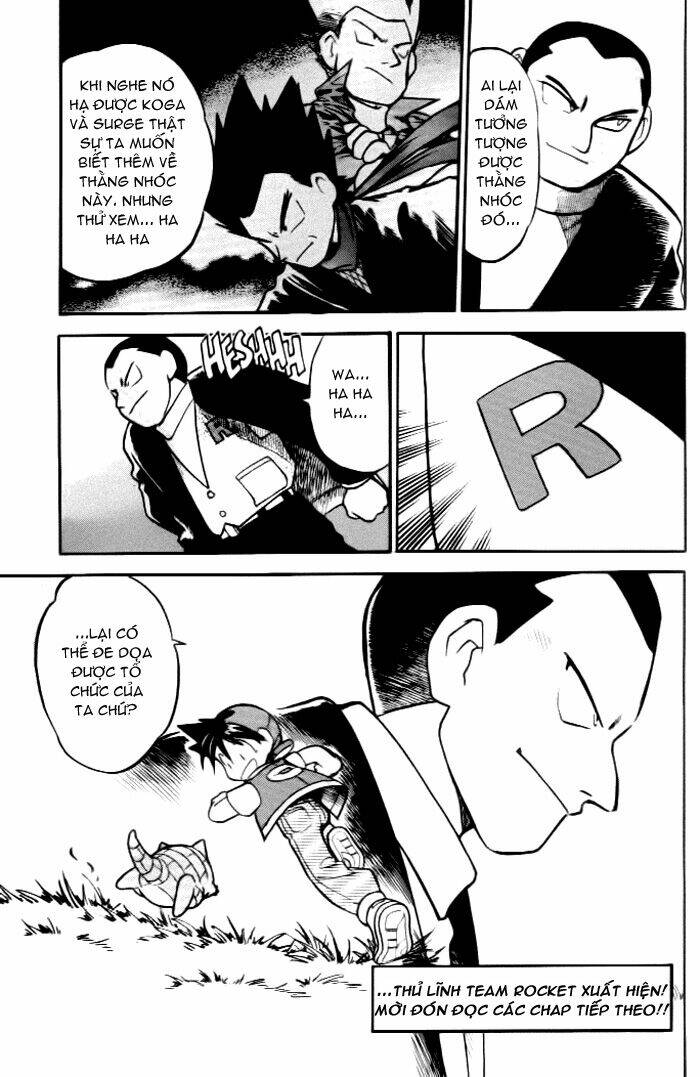 AI LẠI
DÁM
TƯỞNG
TƯỢNG
ĐƯỢC
THẰNG
NHÓC
ĐÓ...
KHI NGHE NÓ
HẠ ĐƯỢC KOGA
VÀ SURGE THẬT
SỰ TA MUỐN
BIẾT THÊM VỀ
THẰNG NHÓC
NÀY. NHƯNG
THỬ XEM... HA
HA HA
R
WA...
HA HA
HA...
HESHHH
R
...LẠI CÓ
THỂ ĐE DỌA
ĐƯỢC TỔ
CHỨC CỦA
TA CHỨ?
...THỦ LĨNH TEAM ROCKET XUẤT HIỆN!
MỜI ĐÓN ĐỌC CÁC CHAP TIẾP THEO!!